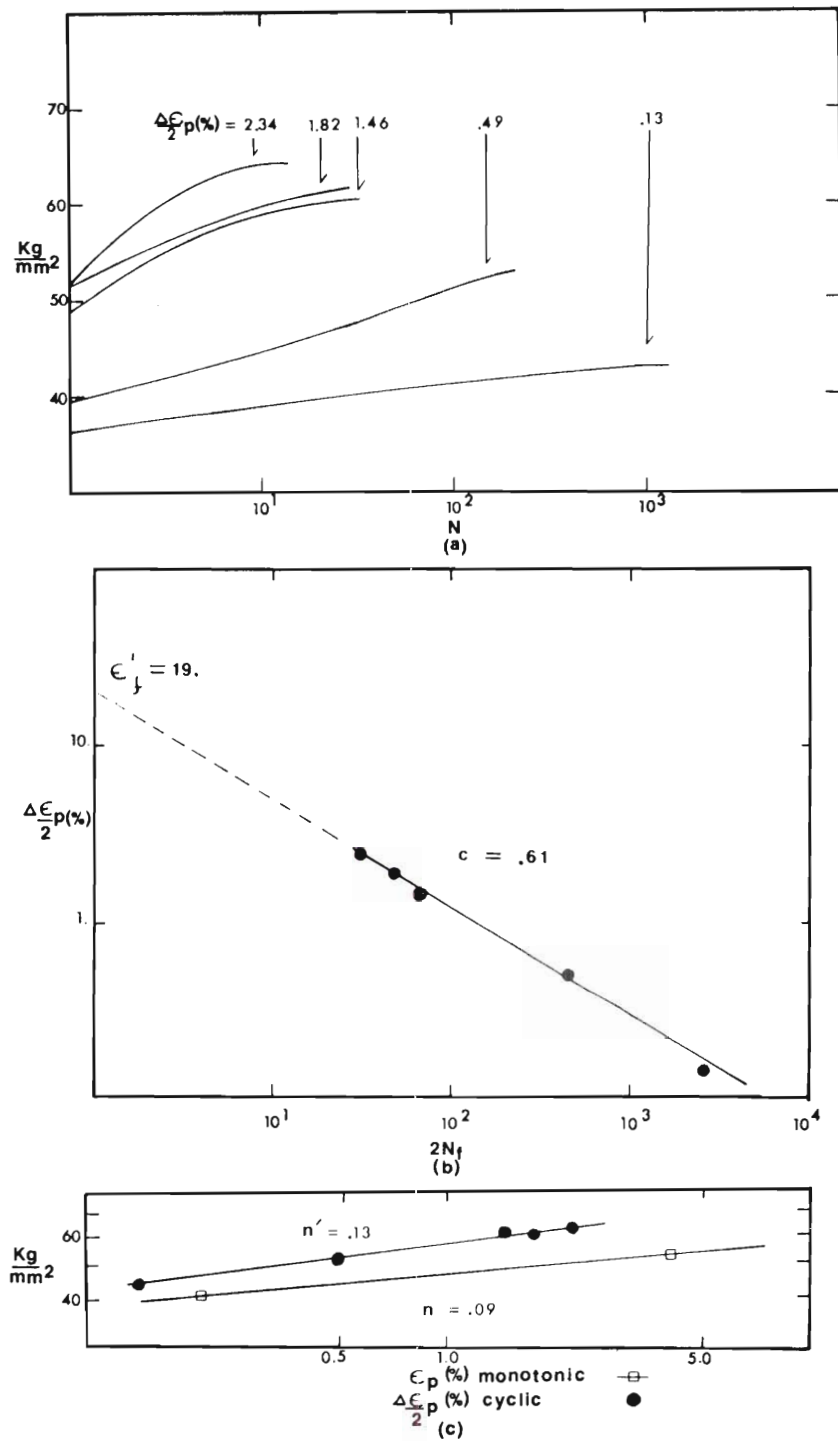 70
60
50
40
Kg
mm2
Δϵ/2 p(%) = 2.34 1.82 1.46 .49 .13
10¹ 10² 10³
N
(a)
ϵ'f = 19.
10.
1.
Δϵ/2 p(%)
c = .61
10¹ 10² 10³ 10⁴
2Nf
(b)
60
40
Kg
mm2
n′ = .13
n = .09
0.5 1.0 5.0
ϵp (%) monotonic
Δϵ/2 p (%) cyclic
(c)